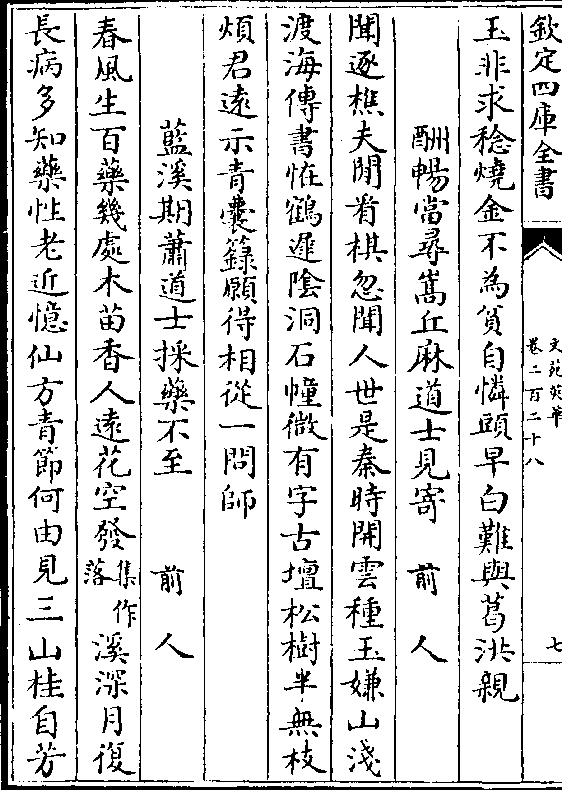 欽定四庫全書
文苑英華
卷二百二十八
七
玉非求稔燒金不為貧自憐頭早白難與葛洪親
酬暢當尋嵩丘麻道士見寄 前人
聞逐樵夫閒看棋忽聞人世是秦時開雲種玉嫌山淺
渡海傳書恠鶴遲陰洞石幢微有字古壇松樹半無枝
煩君遠示青囊籙願得相從一問師
藍溪期蕭道士採藥不至 前人
春風生百藥幾處木苗香人遠花空發集作落溪深月復
長病多知藥性老近憶仙方青節何由見三山桂自芳